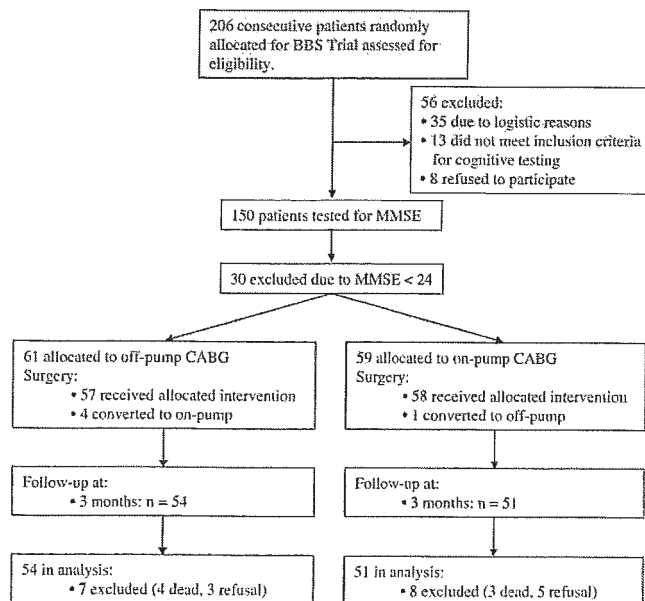 206 consecutive patients randomly
allocated for BBS Trial assessed for
eligibility.
56 excluded:
• 35 due to logistic reasons
• 13 did not meet inclusion criteria
for cognitive testing
• 8 refused to participate
150 patients tested for MMSE
30 excluded due to MMSE < 24
61 allocated to off-pump CABG
Surgery:
• 57 received allocated intervention
• 4 converted to on-pump
59 allocated to on-pump CABG
Surgery:
• 58 received allocated intervention
• 1 converted to off-pump
Follow-up at:
• 3 months: n = 54
Follow-up at:
• 3 months: n = 51
54 in analysis:
• 7 excluded (4 dead, 3 refusal)
51 in analysis:
• 8 excluded (3 dead, 5 refusal)